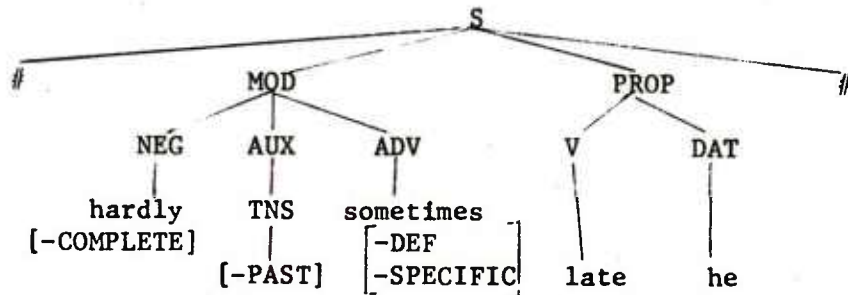 S
# MOD PROP #
NEG AUX ADV V DAT
hardly TNS sometimes
[-COMPLETE] [-DEF
[-PAST] -SPECIFIC] late he